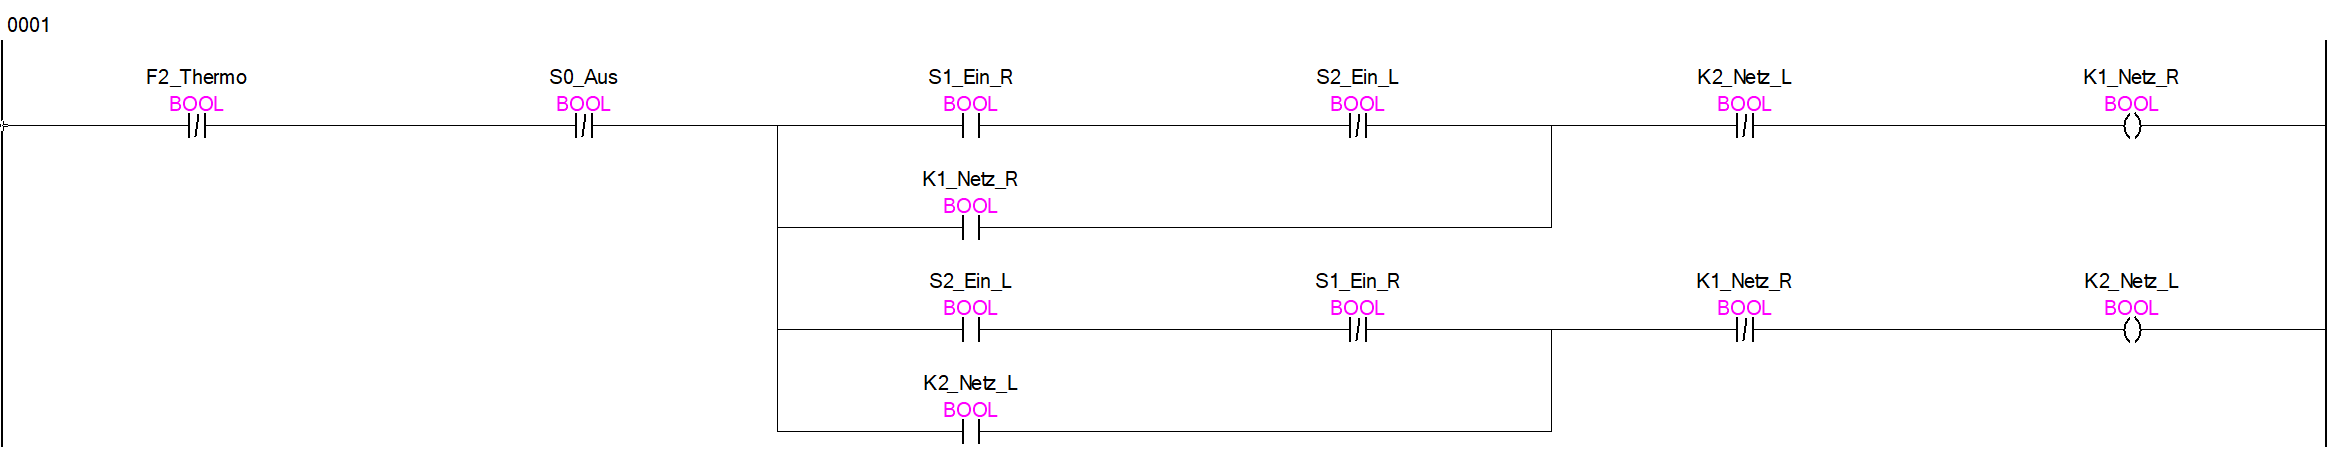 0001
F2_Thermo S0_Aus S1_Ein_R S2_Ein_L K2_Netz_L K1_Netz_R
BOOL BOOL BOOL BOOL BOOL BOOL
K1_Netz_R
BOOL
S2_Ein_L S1_Ein_R K1_Netz_R K2_Netz_L
BOOL BOOL BOOL BOOL
K2_Netz_L
BOOL